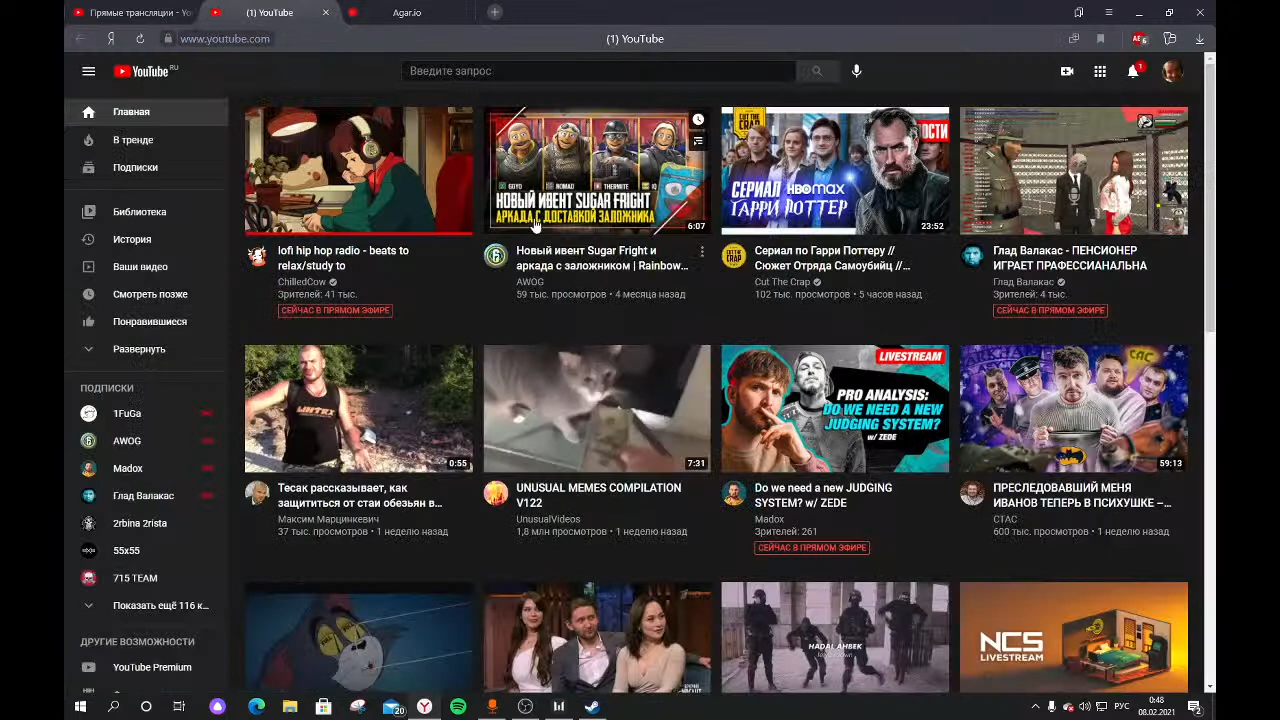 Прямые трансляции - Yo
(1) YouTube
Agar.io
www.youtube.com
(1) YouTube
YouTube RU
Введите запрос
1
Главная
В тренде
Подписки
Библиотека
История
Ваши видео
Смотреть позже
Понравившиеся
Развернуть
ПОДПИСКИ
1FuGa
AWOG
Madox
Глад Валакас
2rbina 2rista
55x55
715 TEAM
Показать ещё 116 к...
ДРУГИЕ ВОЗМОЖНОСТИ
YouTube Premium
lofi hip hop radio - beats to
relax/study to
ChilledCow
Зрителей: 41 тыс.
СЕЙЧАС В ПРЯМОМ ЭФИРЕ
GOYO
NOMAD
THERMITE
IQ
НОВЫЙ ИВЕНТ SUGAR FRIGHT
АРКАДА С ДОСТАВКОЙ ЗАЛОЖНИКА
6:07
Новый ивент Sugar Fright и
аркада с заложником | Rainbow...
AWOG
59 тыс. просмотров • 4 месяца назад
CUT THE CRAP
ОСТИ
СЕРИАЛ HBOMAX
ГАРРИ ПОТТЕР
23:52
Сериал по Гарри Поттеру //
Сюжет Отряда Самоубийц //...
Cut The Crap
102 тыс. просмотров • 5 часов назад
Глад Валакас - ПЕНСИОНЕР
ИГРАЕТ ПРАФЕССИАНАЛЬНА
Глад Валакас
Зрителей: 4 тыс.
СЕЙЧАС В ПРЯМОМ ЭФИРЕ
0:55
Тесак рассказывает, как
защититься от стаи обезьян в...
Максим Марцинкевич
37 тыс. просмотров • 1 неделю назад
7:31
UNUSUAL MEMES COMPILATION
V122
UnusualVideos
1,8 млн просмотров • 1 неделю назад
LIVESTREAM
PRO ANALYSIS:
DO WE NEED A NEW
JUDGING SYSTEM?
w/ ZEDE
Do we need a new JUDGING
SYSTEM? w/ ZEDE
Madox
Зрителей: 261
СЕЙЧАС В ПРЯМОМ ЭФИРЕ
САС
59:13
ПРЕСЛЕДОВАВШИЙ МЕНЯ
ИВАНОВ ТЕПЕРЬ В ПСИХУШКЕ –...
СТАС
600 тыс. просмотров • 1 неделю назад
HADAL AHBEK
NCS
LIVESTREAM
20
РУС
0:48
08.02.2021
2